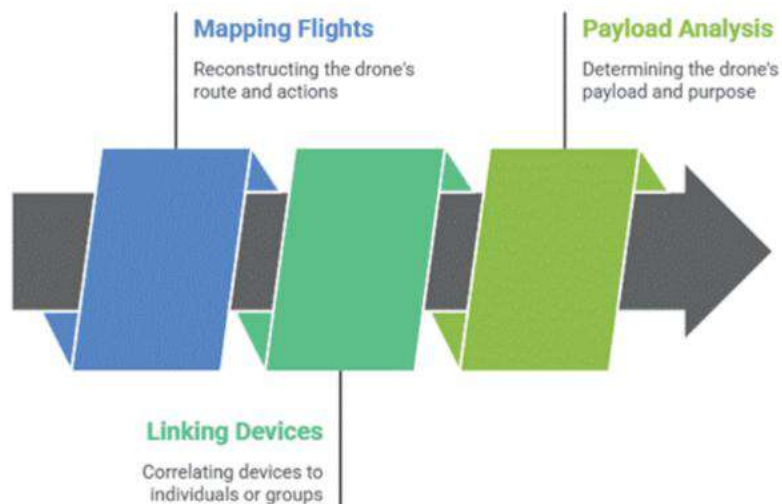 Mapping Flights
Reconstructing the drone's
route and actions
Payload Analysis
Determining the drone's
payload and purpose
Linking Devices
Correlating devices to
individuals or groups